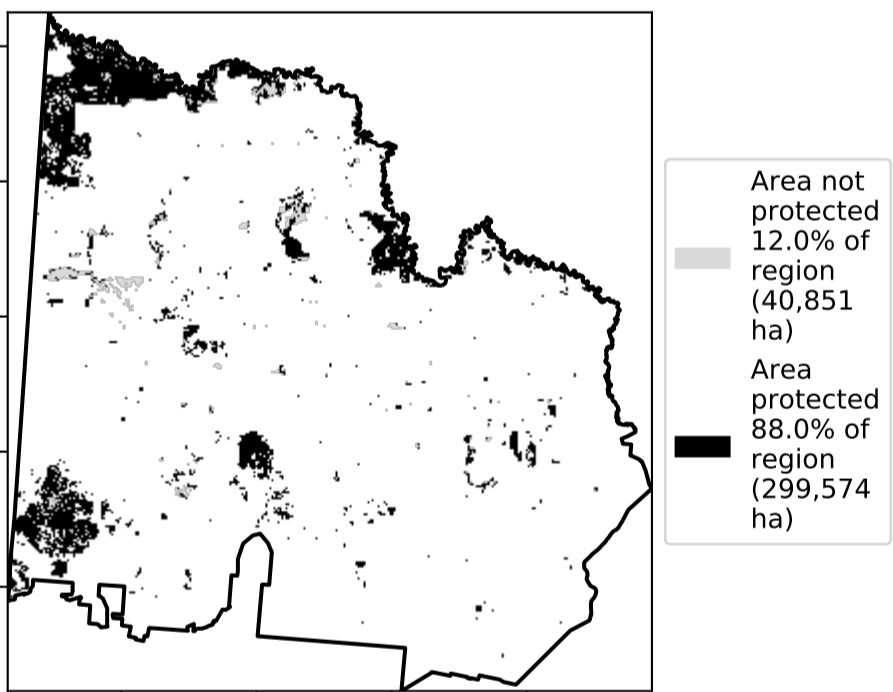 Area not
protected
12.0% of
region
(40,851
ha)
Area
protected
88.0% of
region
(299,574
ha)